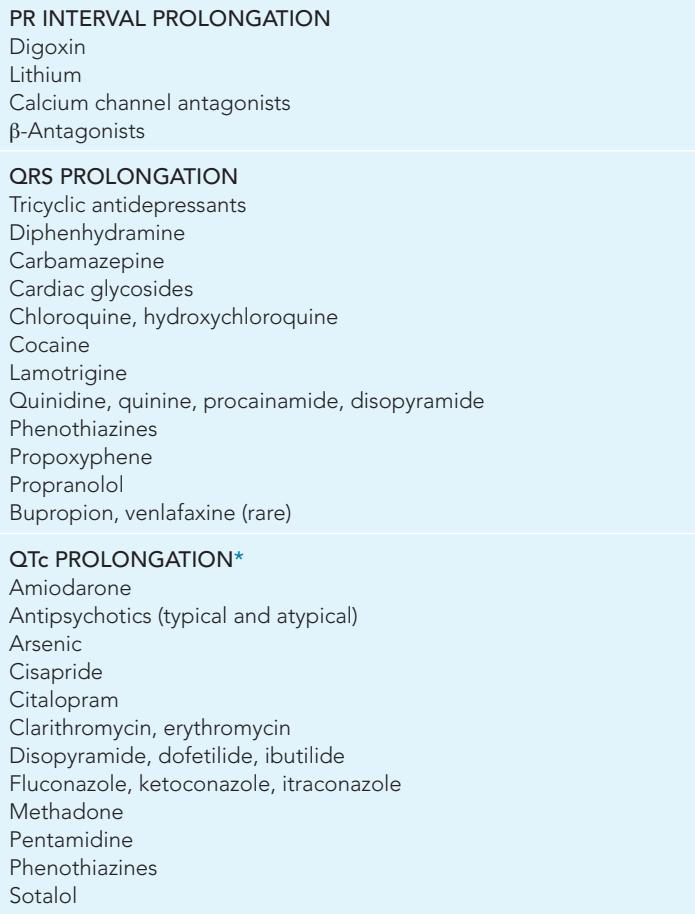 PR INTERVAL PROLONGATION
Digoxin
Lithium
Calcium channel antagonists
β-Antagonists
QRS PROLONGATION
Tricyclic antidepressants
Diphenhydramine
Carbamazepine
Cardiac glycosides
Chloroquine, hydroxychloroquine
Cocaine
Lamotrigine
Quinidine, quinine, procainamide, disopyramide
Phenothiazines
Propoxyphene
Propranolol
Bupropion, venlafaxine (rare)
QTc PROLONGATION*
Amiodarone
Antipsychotics (typical and atypical)
Arsenic
Cisapride
Citalopram
Clarithromycin, erythromycin
Disopyramide, dofetilide, ibutilide
Fluconazole, ketoconazole, itraconazole
Methadone
Pentamidine
Phenothiazines
Sotalol